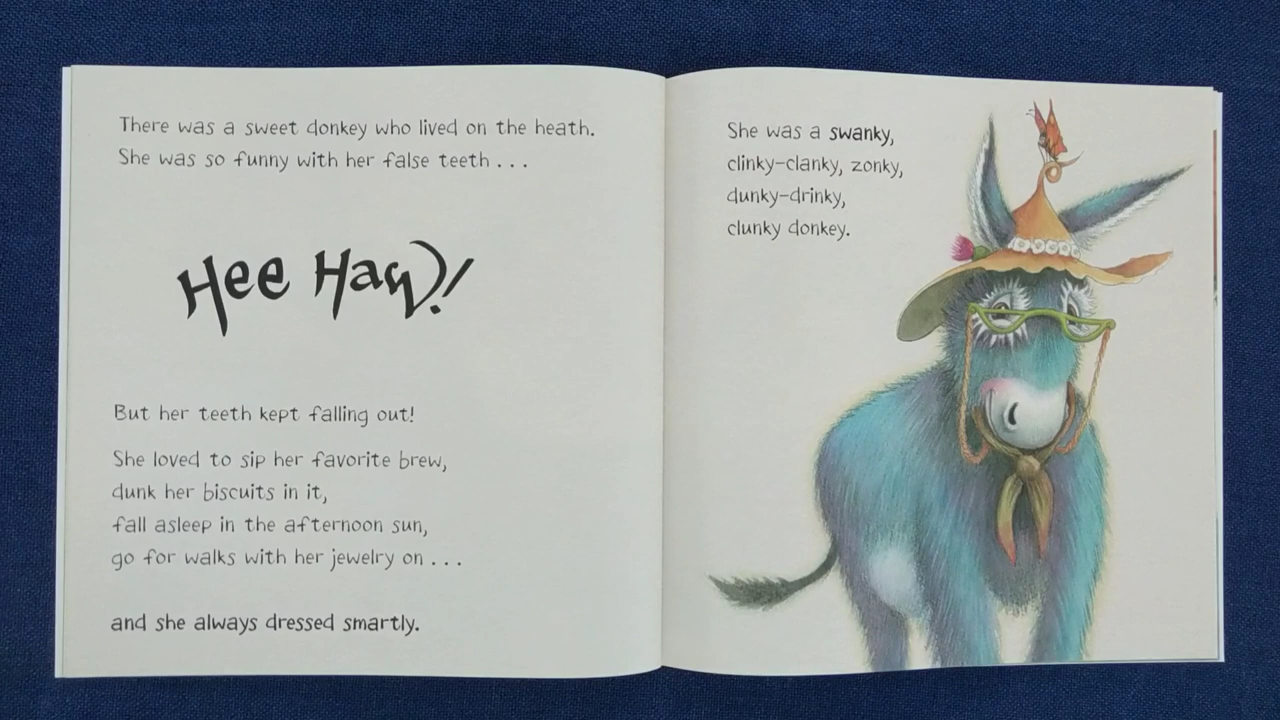 There was a sweet donkey who lived on the heath.
She was so funny with her false teeth . . .
Hee Haw!
But her teeth kept falling out!
She loved to sip her favorite brew,
dunk her biscuits in it,
fall asleep in the afternoon sun,
go for walks with her jewelry on . . .
and she always dressed smartly.
She was a swanky,
clinky-clanky, zonky,
dunky-drinky,
clunky donkey.